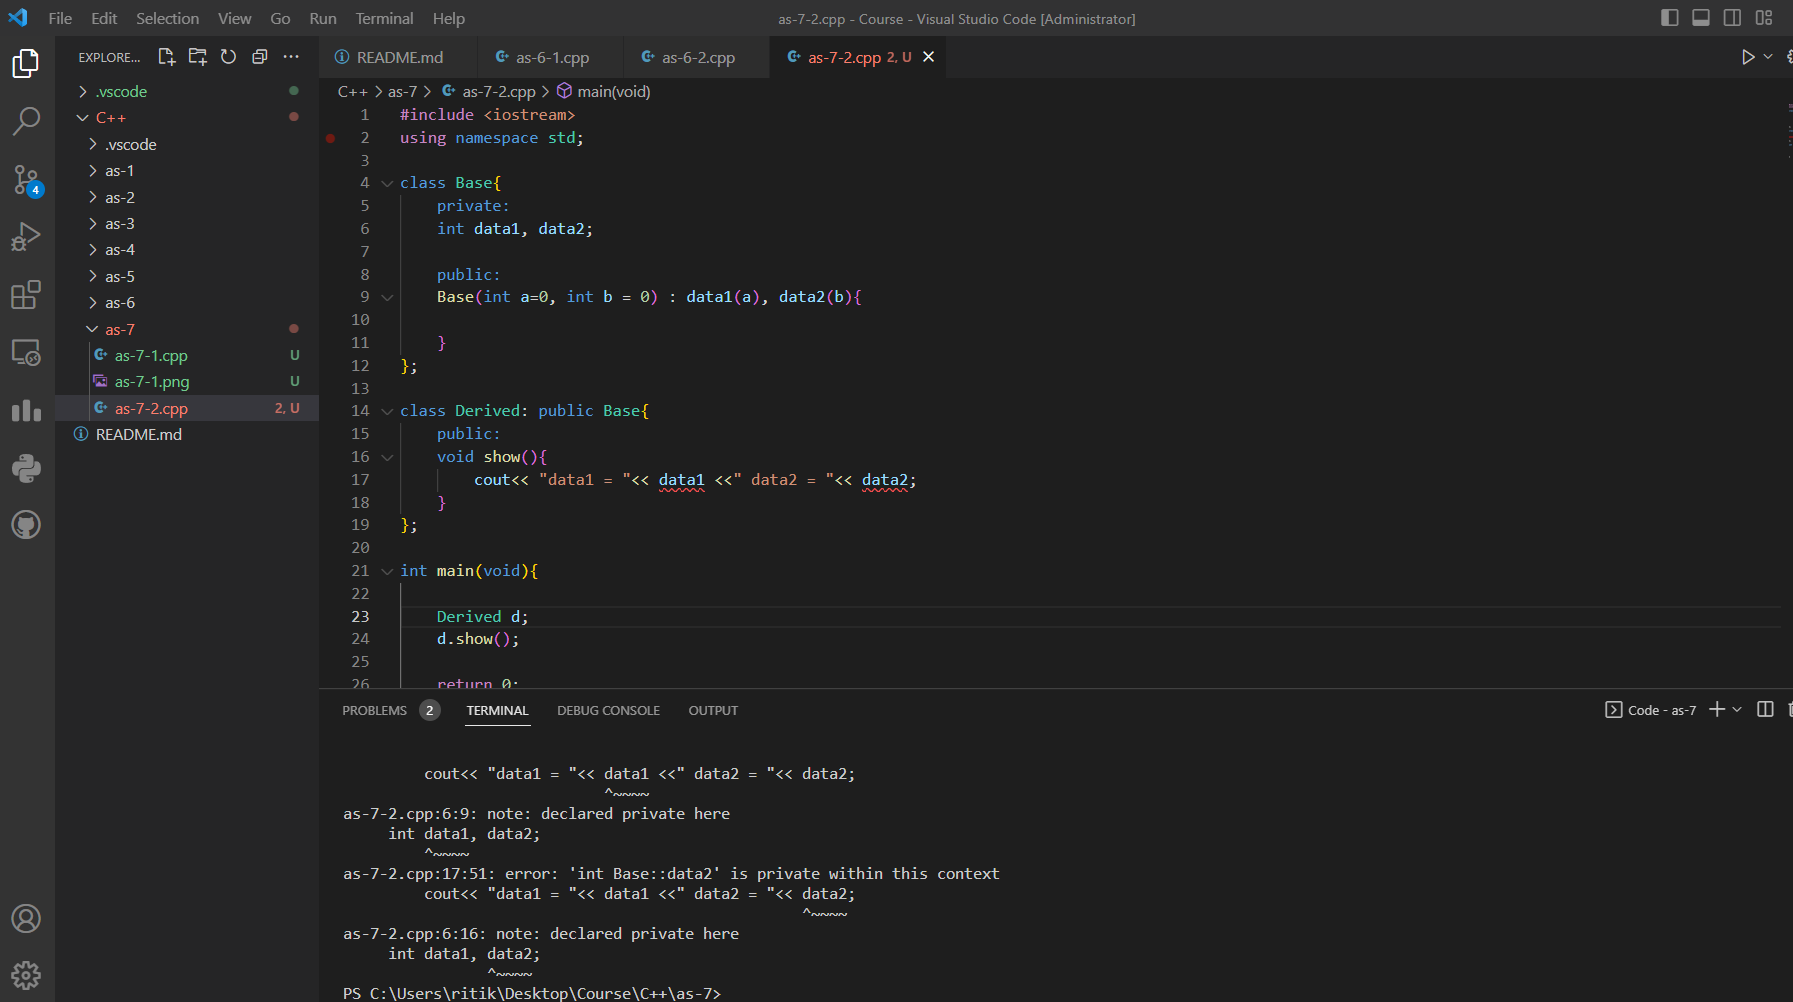 File Edit Selection View Go Run Terminal Help
as-7-2.cpp - Course - Visual Studio Code [Administrator]
EXPLORE...
README.md
as-6-1.cpp
as-6-2.cpp
as-7-2.cpp 2, U
.vscode
C++
.vscode
as-1
as-2
as-3
as-4
as-5
as-6
as-7
as-7-1.cpp U
as-7-1.png U
as-7-2.cpp 2, U
README.md
4
C++ > as-7 > as-7-2.cpp > main(void)
1 #include <iostream>
2 using namespace std;
3
4 class Base{
5 private:
6 int data1, data2;
7
8 public:
9 Base(int a=0, int b = 0) : data1(a), data2(b){
10
11 }
12 };
13
14 class Derived: public Base{
15 public:
16 void show(){
17 cout<< "data1 = "<< data1 <<" data2 = "<< data2;
18 }
19 };
20
21 int main(void){
22
23 Derived d;
24 d.show();
25
26 return 0;
PROBLEMS 2 TERMINAL DEBUG CONSOLE OUTPUT
Code - as-7
cout<< "data1 = "<< data1 <<" data2 = "<< data2;
^~~~~
as-7-2.cpp:6:9: note: declared private here
int data1, data2;
^~~~~
as-7-2.cpp:17:51: error: 'int Base::data2' is private within this context
cout<< "data1 = "<< data1 <<" data2 = "<< data2;
^~~~~
as-7-2.cpp:6:16: note: declared private here
int data1, data2;
^~~~~
PS C:\Users\ritik\Desktop\Course\C++\as-7>